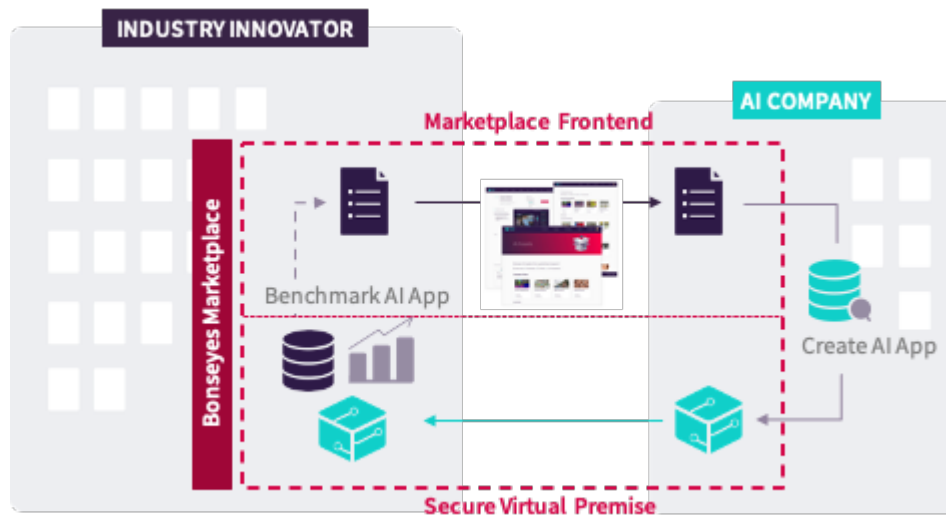 INDUSTRY INNOVATOR
AI COMPANY
Marketplace Frontend
Bonseyes Marketplace
Benchmark AI App
Create AI App
Secure Virtual Premise